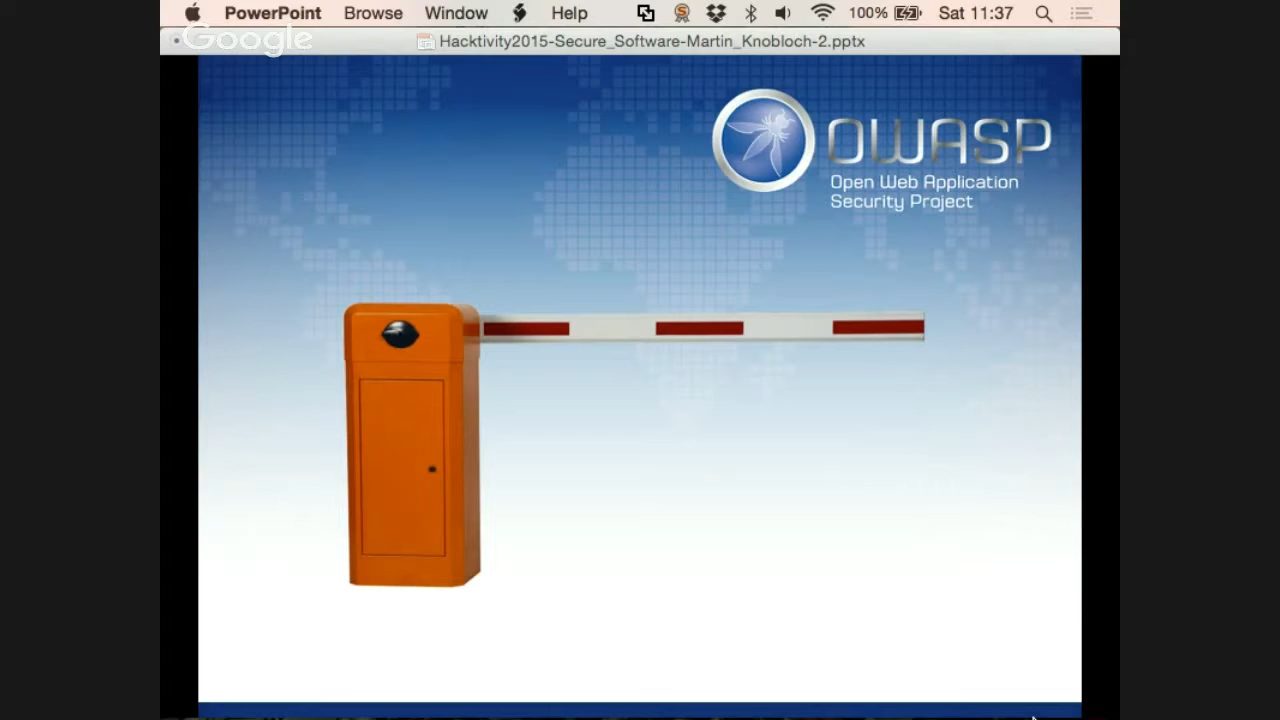 PowerPoint Browse Window Help 100% Sat 11:37
Google
Hacktivity2015-Secure_Software-Martin_Knobloch-2.pptx
OWASP
Open Web Application
Security Project